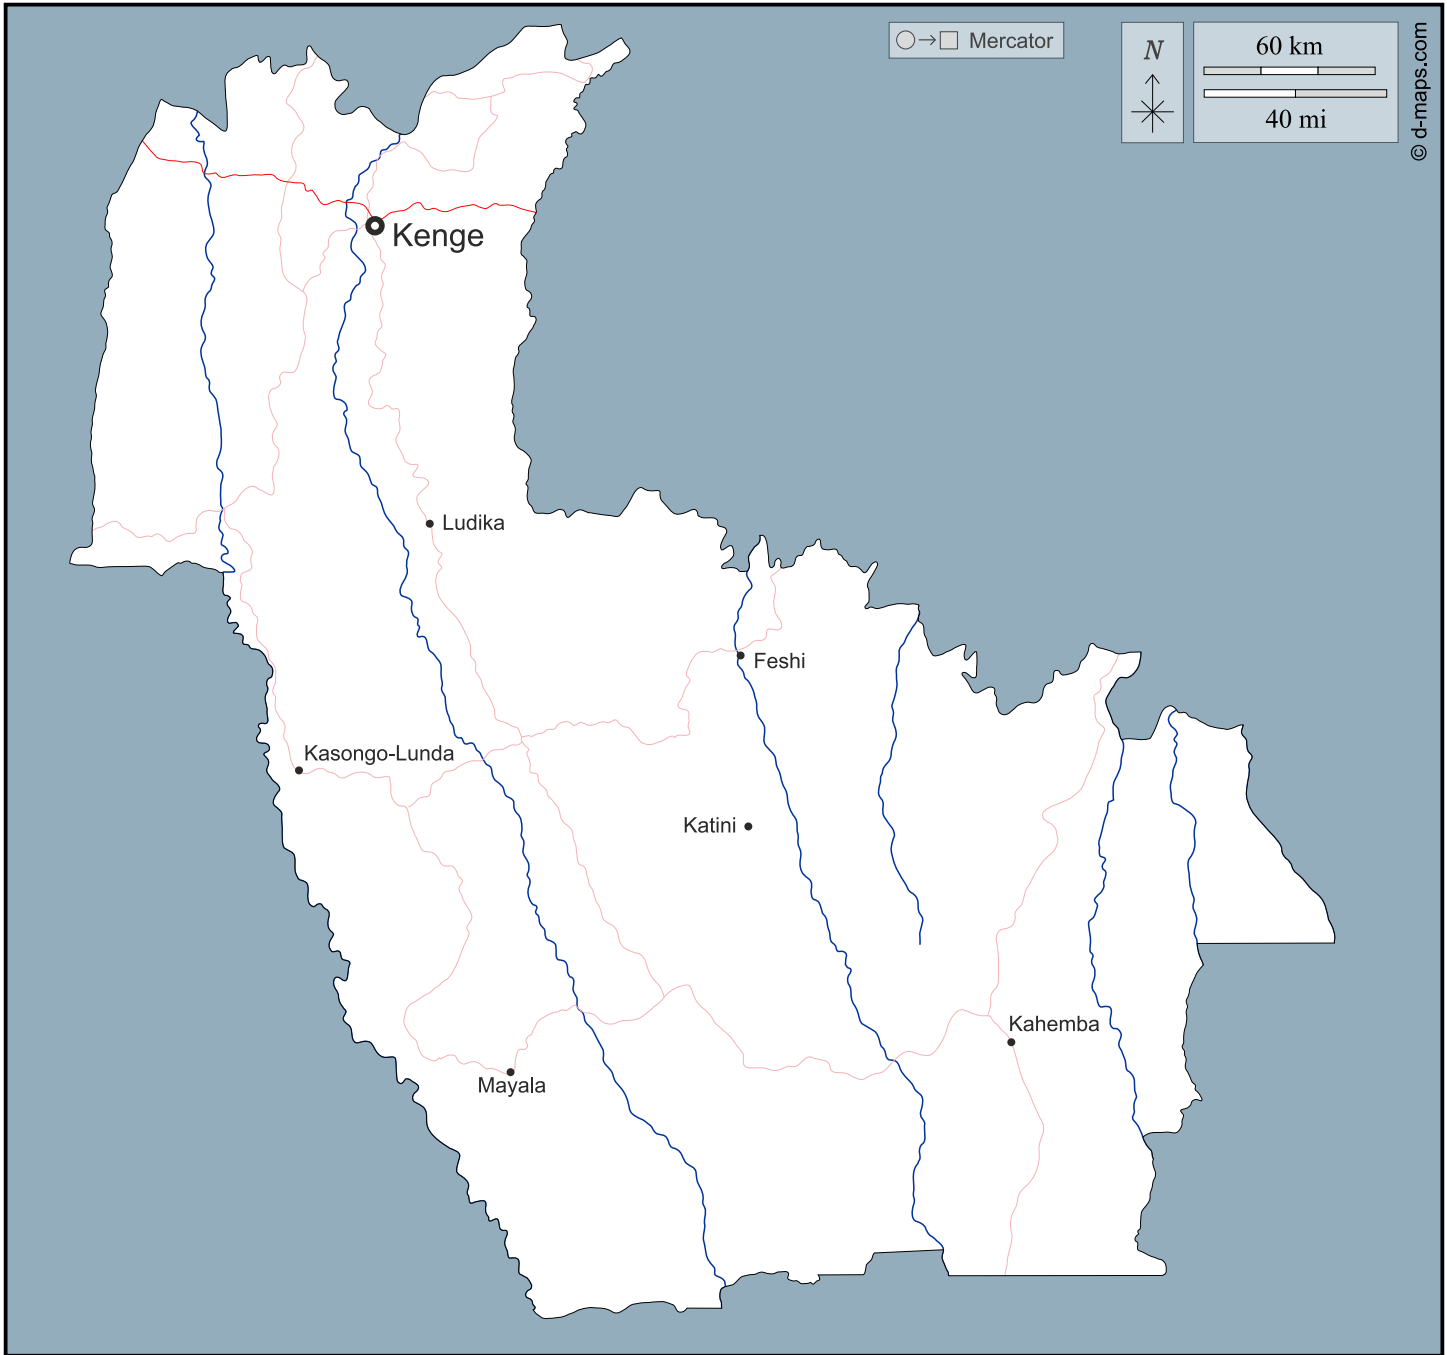 Mercator
N
60 km
40 mi
© d-maps.com
Kenge
Ludika
Feshi
Kasongo-Lunda
Katini
Kahemba
Mayala